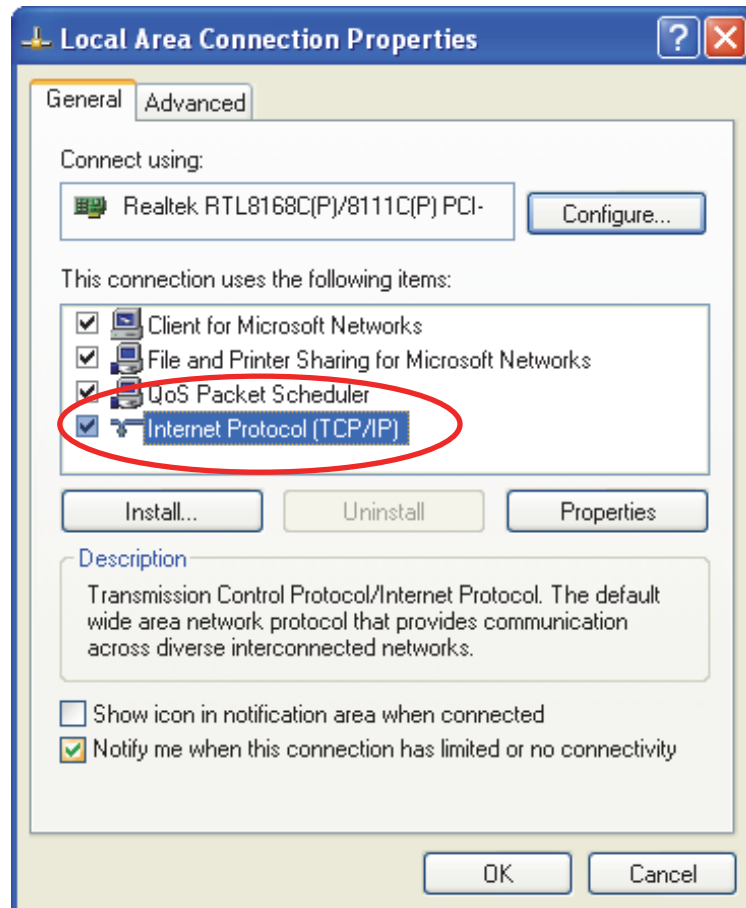 Local Area Connection Properties
General
Advanced
Connect using:
Realtek RTL8168C(P)/8111C(P) PCI-
Configure...
This connection uses the following items:
Client for Microsoft Networks
File and Printer Sharing for Microsoft Networks
QoS Packet Scheduler
Internet Protocol (TCP/IP)
Install...
Uninstall
Properties
Description
Transmission Control Protocol/Internet Protocol. The default
wide area network protocol that provides communication
across diverse interconnected networks.
Show icon in notification area when connected
Notify me when this connection has limited or no connectivity
OK
Cancel